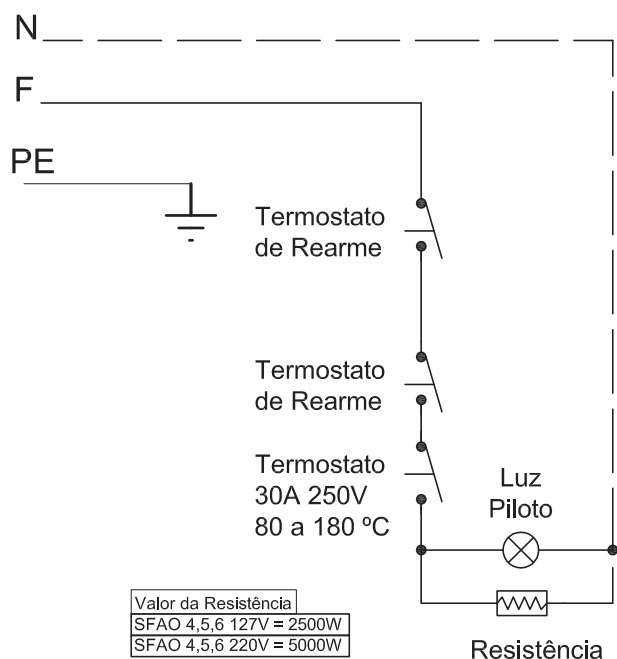 N
F
PE
Termostato
de Rearme
Termostato
de Rearme
Termostato
30A 250V
80 a 180 ºC
Luz
Piloto
Valor da Resistência
SFAO 4,5,6 127V = 2500W
SFAO 4,5,6 220V = 5000W
Resistência